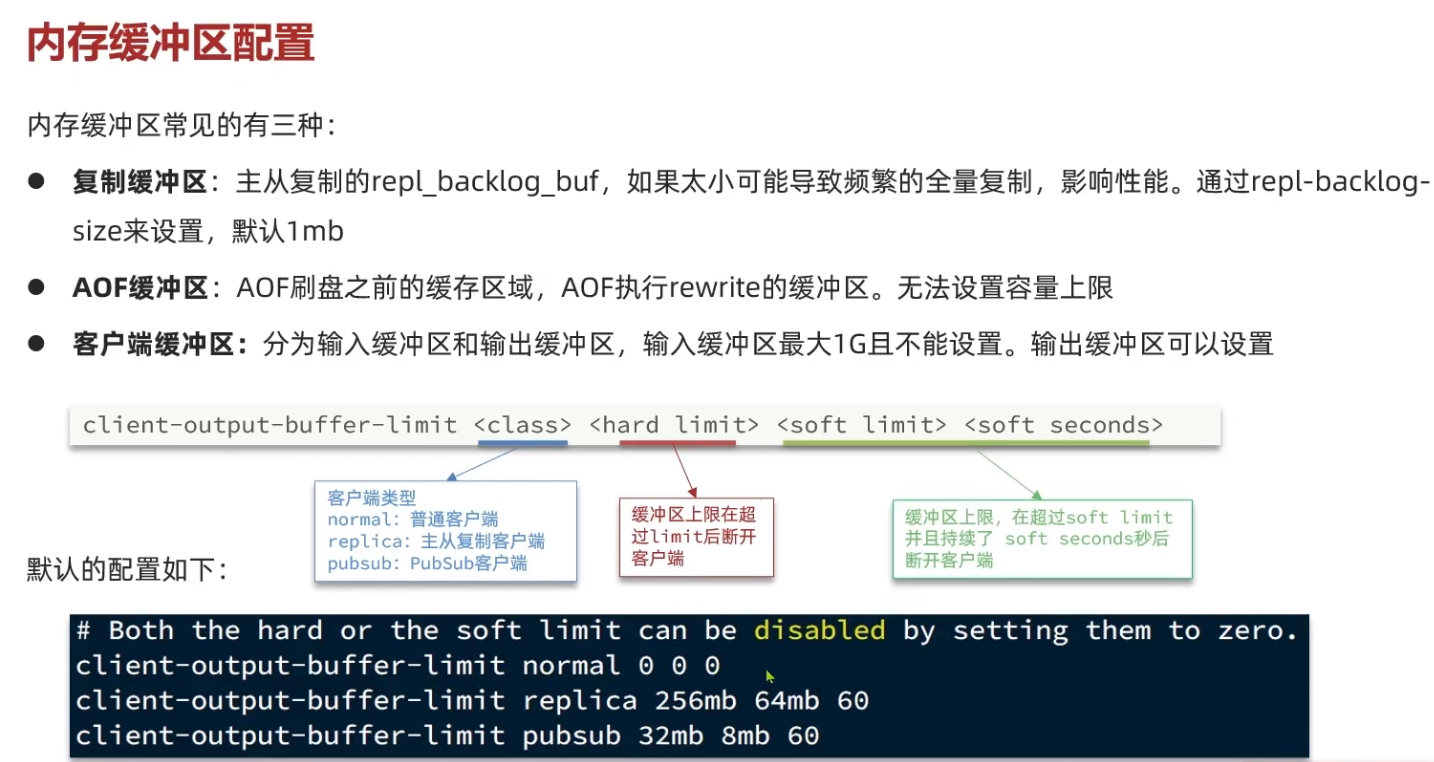 内存缓冲区配置
内存缓冲区常见的有三种：
● 复制缓冲区：主从复制的repl_backlog_buf，如果太小可能导致频繁的全量复制，影响性能。通过repl-backlog-
size来设置，默认1mb
● AOF缓冲区：AOF刷盘之前的缓存区域，AOF执行rewrite的缓冲区。无法设置容量上限
● 客户端缓冲区：分为输入缓冲区和输出缓冲区，输入缓冲区最大1G且不能设置。输出缓冲区可以设置
client-output-buffer-limit <class> <hard limit> <soft limit> <soft seconds>
客户端类型
normal：普通客户端
replica：主从复制客户端
pubsub：PubSub客户端
缓冲区上限在超
过limit后断开
客户端
缓冲区上限，在超过soft limit
并且持续了 soft seconds秒后
断开客户端
默认的配置如下：
# Both the hard or the soft limit can be disabled by setting them to zero.
client-output-buffer-limit normal 0 0 0
client-output-buffer-limit replica 256mb 64mb 60
client-output-buffer-limit pubsub 32mb 8mb 60